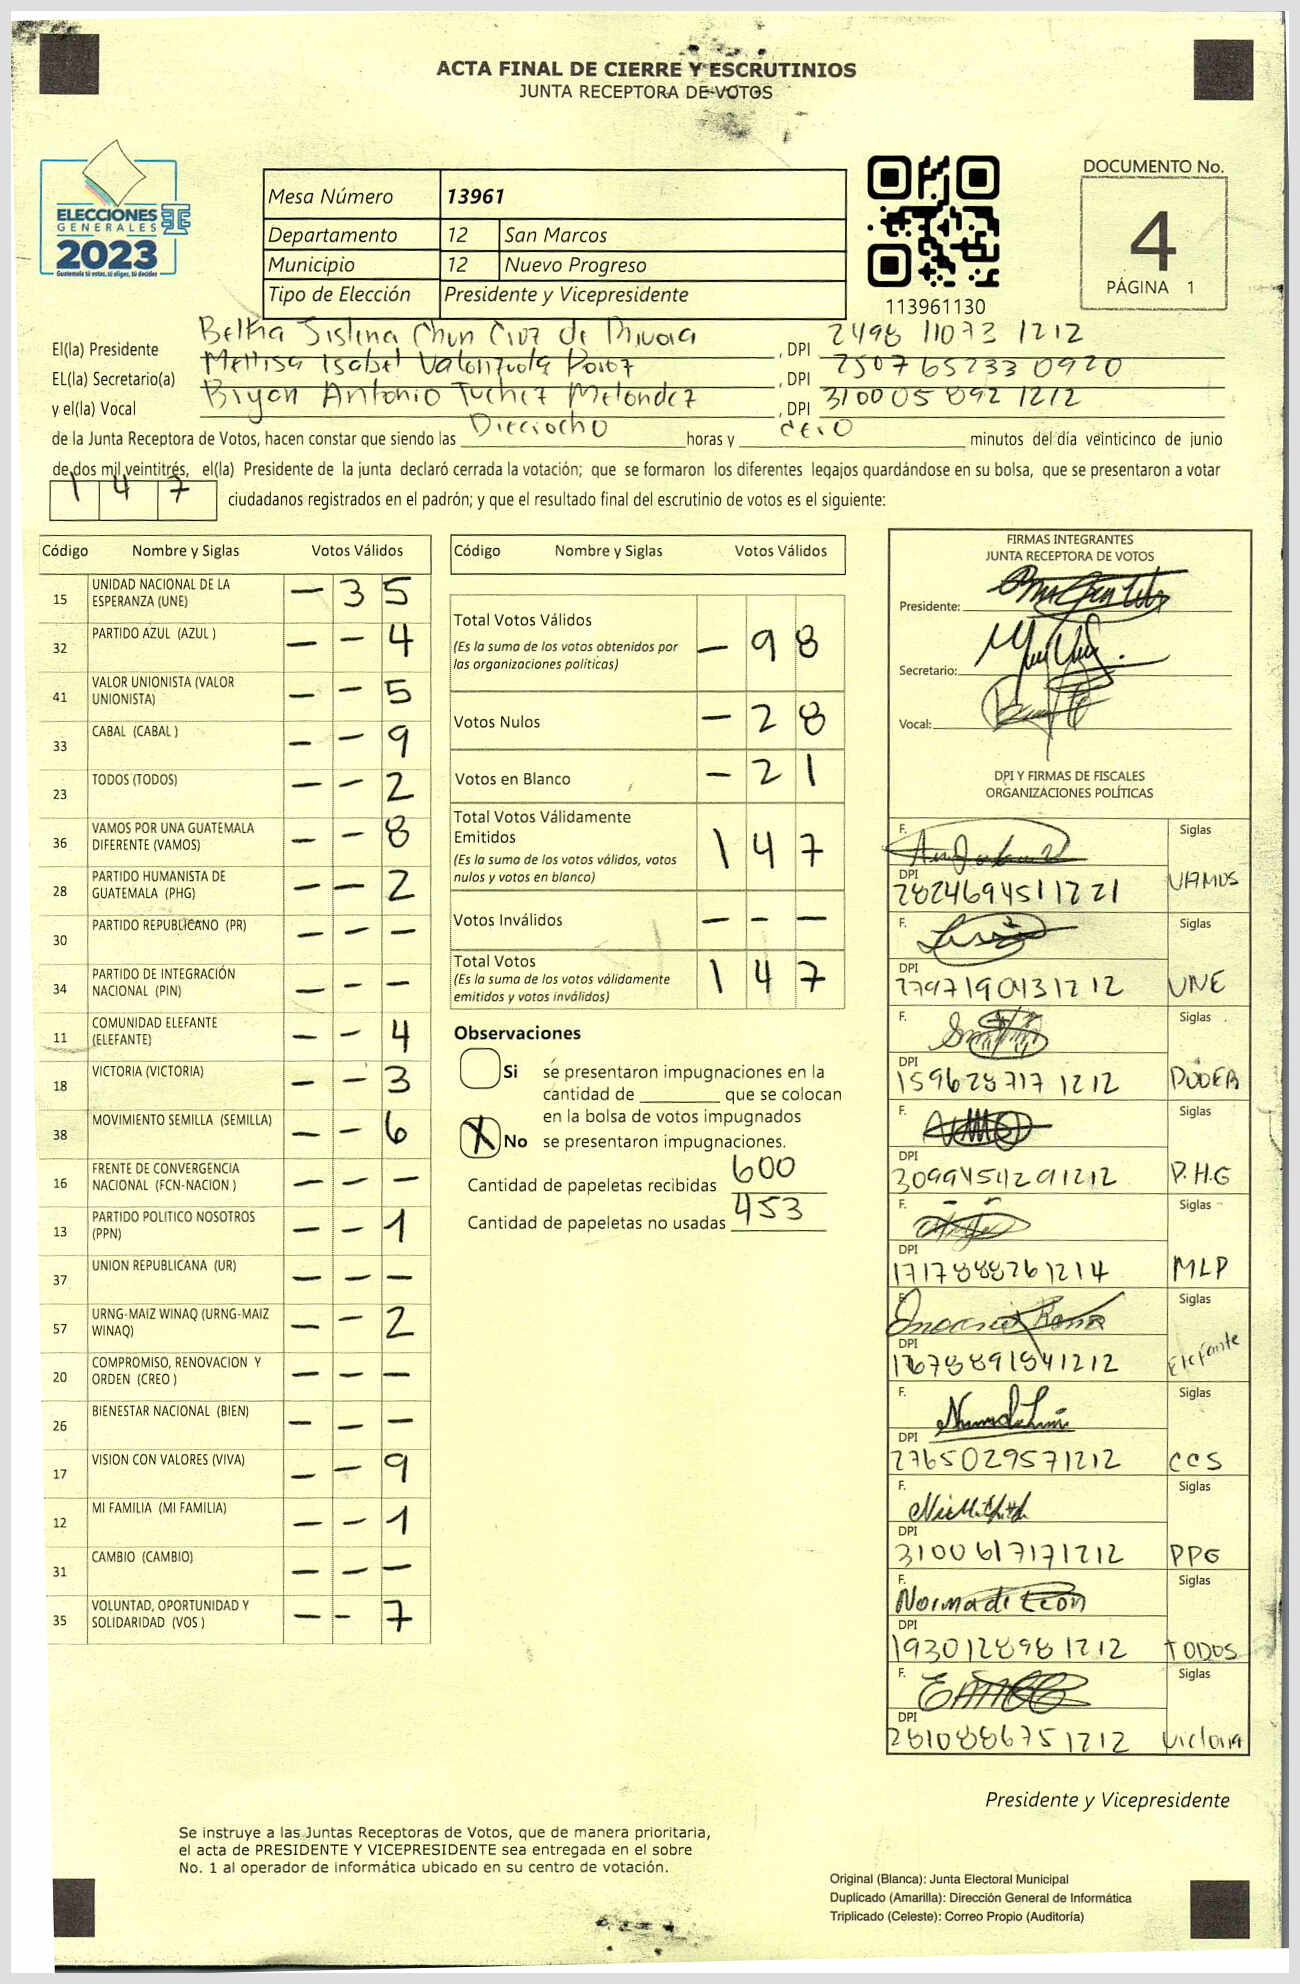 ACTA FINAL DE CIERRE Y ESCRUTINIOS
JUNTA RECEPTORA DE VOTOS
ELECCIONES
GENERALES
2023
Guatemala tú votas, tú eliges, tú decides
Mesa Número 13961
Departamento 12 San Marcos
Municipio 12 Nuevo Progreso
Tipo de Elección Presidente y Vicepresidente
113961130
DOCUMENTO No.
4
PÁGINA 1
El(la) Presidente Chun Cruz de , DPI 2498 11073 1212
EL(la) Secretario(a) Mellisa Isabel Valenzuela Perez , DPI 2507 65233 0920
y el(la) Vocal Bryan Antonio Tuchez Melendez , DPI 3100 05892 1212
de la Junta Receptora de Votos, hacen constar que siendo las Dieciocho horas y cero minutos del día veinticinco de junio
de dos mil veintitrés, el(la) Presidente de la junta declaró cerrada la votación; que se formaron los diferentes legajos quardándose en su bolsa, que se presentaron a votar
1 4 7 ciudadanos registrados en el padrón; y que el resultado final del escrutinio de votos es el siguiente:
Código Nombre y Siglas Votos Válidos
15 UNIDAD NACIONAL DE LA ESPERANZA (UNE) - 3 5
32 PARTIDO AZUL (AZUL ) - - 4
41 VALOR UNIONISTA (VALOR UNIONISTA) - - 5
33 CABAL (CABAL ) - - 9
23 TODOS (TODOS) - - 2
36 VAMOS POR UNA GUATEMALA DIFERENTE (VAMOS) - - 8
28 PARTIDO HUMANISTA DE GUATEMALA (PHG) - - 2
30 PARTIDO REPUBLICANO (PR) - - -
34 PARTIDO DE INTEGRACIÓN NACIONAL (PIN) - - -
11 COMUNIDAD ELEFANTE (ELEFANTE) - - 4
18 VICTORIA (VICTORIA) - - 3
38 MOVIMIENTO SEMILLA (SEMILLA) - - 6
16 FRENTE DE CONVERGENCIA NACIONAL (FCN-NACION ) - - -
13 PARTIDO POLITICO NOSOTROS (PPN) - - 1
37 UNION REPUBLICANA (UR) - - -
57 URNG-MAIZ WINAQ (URNG-MAIZ WINAQ) - - 2
20 COMPROMISO, RENOVACION Y ORDEN (CREO ) - - -
26 BIENESTAR NACIONAL (BIEN) - - -
17 VISION CON VALORES (VIVA) - - 9
12 MI FAMILIA (MI FAMILIA) - - 1
31 CAMBIO (CAMBIO) - - -
35 VOLUNTAD, OPORTUNIDAD Y SOLIDARIDAD (VOS ) - - 7
Código Nombre y Siglas Votos Válidos
Total Votos Válidos - 9 8
(Es la suma de los votos obtenidos por
las organizaciones políticas)
Votos Nulos - 2 8
Votos en Blanco - 2 1
Total Votos Válidamente
Emitidos 1 4 7
(Es la suma de los votos válidos, votos
nulos y votos en blanco)
Votos Inválidos - - -
Total Votos 1 4 7
(Es la suma de los votos válidamente
emitidos y votos inválidos)
Observaciones
Si se presentaron impugnaciones en la
cantidad de ________ que se colocan
en la bolsa de votos impugnados
X No se presentaron impugnaciones.
Cantidad de papeletas recibidas 600
Cantidad de papeletas no usadas 453
FIRMAS INTEGRANTES
JUNTA RECEPTORA DE VOTOS
Presidente:
Secretario:
Vocal:
DPI Y FIRMAS DE FISCALES
ORGANIZACIONES POLÍTICAS
F. Siglas
DPI
2824694511221 VAMOS
F. Siglas
DPI
2797190431212 UNE
F. Siglas
DPI
1596287171212 PODER
F. Siglas
DPI
3099454291212 P.H.G
F. Siglas
DPI
1717888261214 MLP
F. Siglas
DPI
Elefante
F. Siglas
DPI
2765029571212 CCS
F. Siglas
DPI
3100617171212 PPG
F. Norma de León Siglas
DPI
1930128981212 TODOS
F. Siglas
DPI
2810886751212 Victoria
Presidente y Vicepresidente
Se instruye a las Juntas Receptoras de Votos, que de manera prioritaria,
el acta de PRESIDENTE Y VICEPRESIDENTE sea entregada en el sobre
No. 1 al operador de informática ubicado en su centro de votación.
Original (Blanca): Junta Electoral Municipal
Duplicado (Amarilla): Dirección General de Informática
Triplicado (Celeste): Correo Propio (Auditoría)